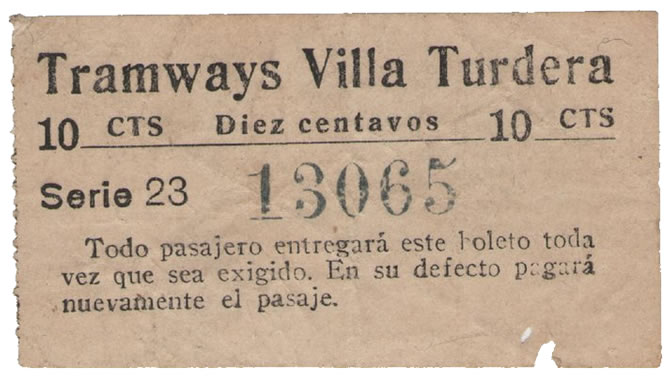 Tramways Villa Turdera
10 CTS Diez centavos 10 CTS
Serie 23 13065
Todo pasajero entregará este boleto toda
vez que sea exigido. En su defecto pagará
nuevamente el pasaje.